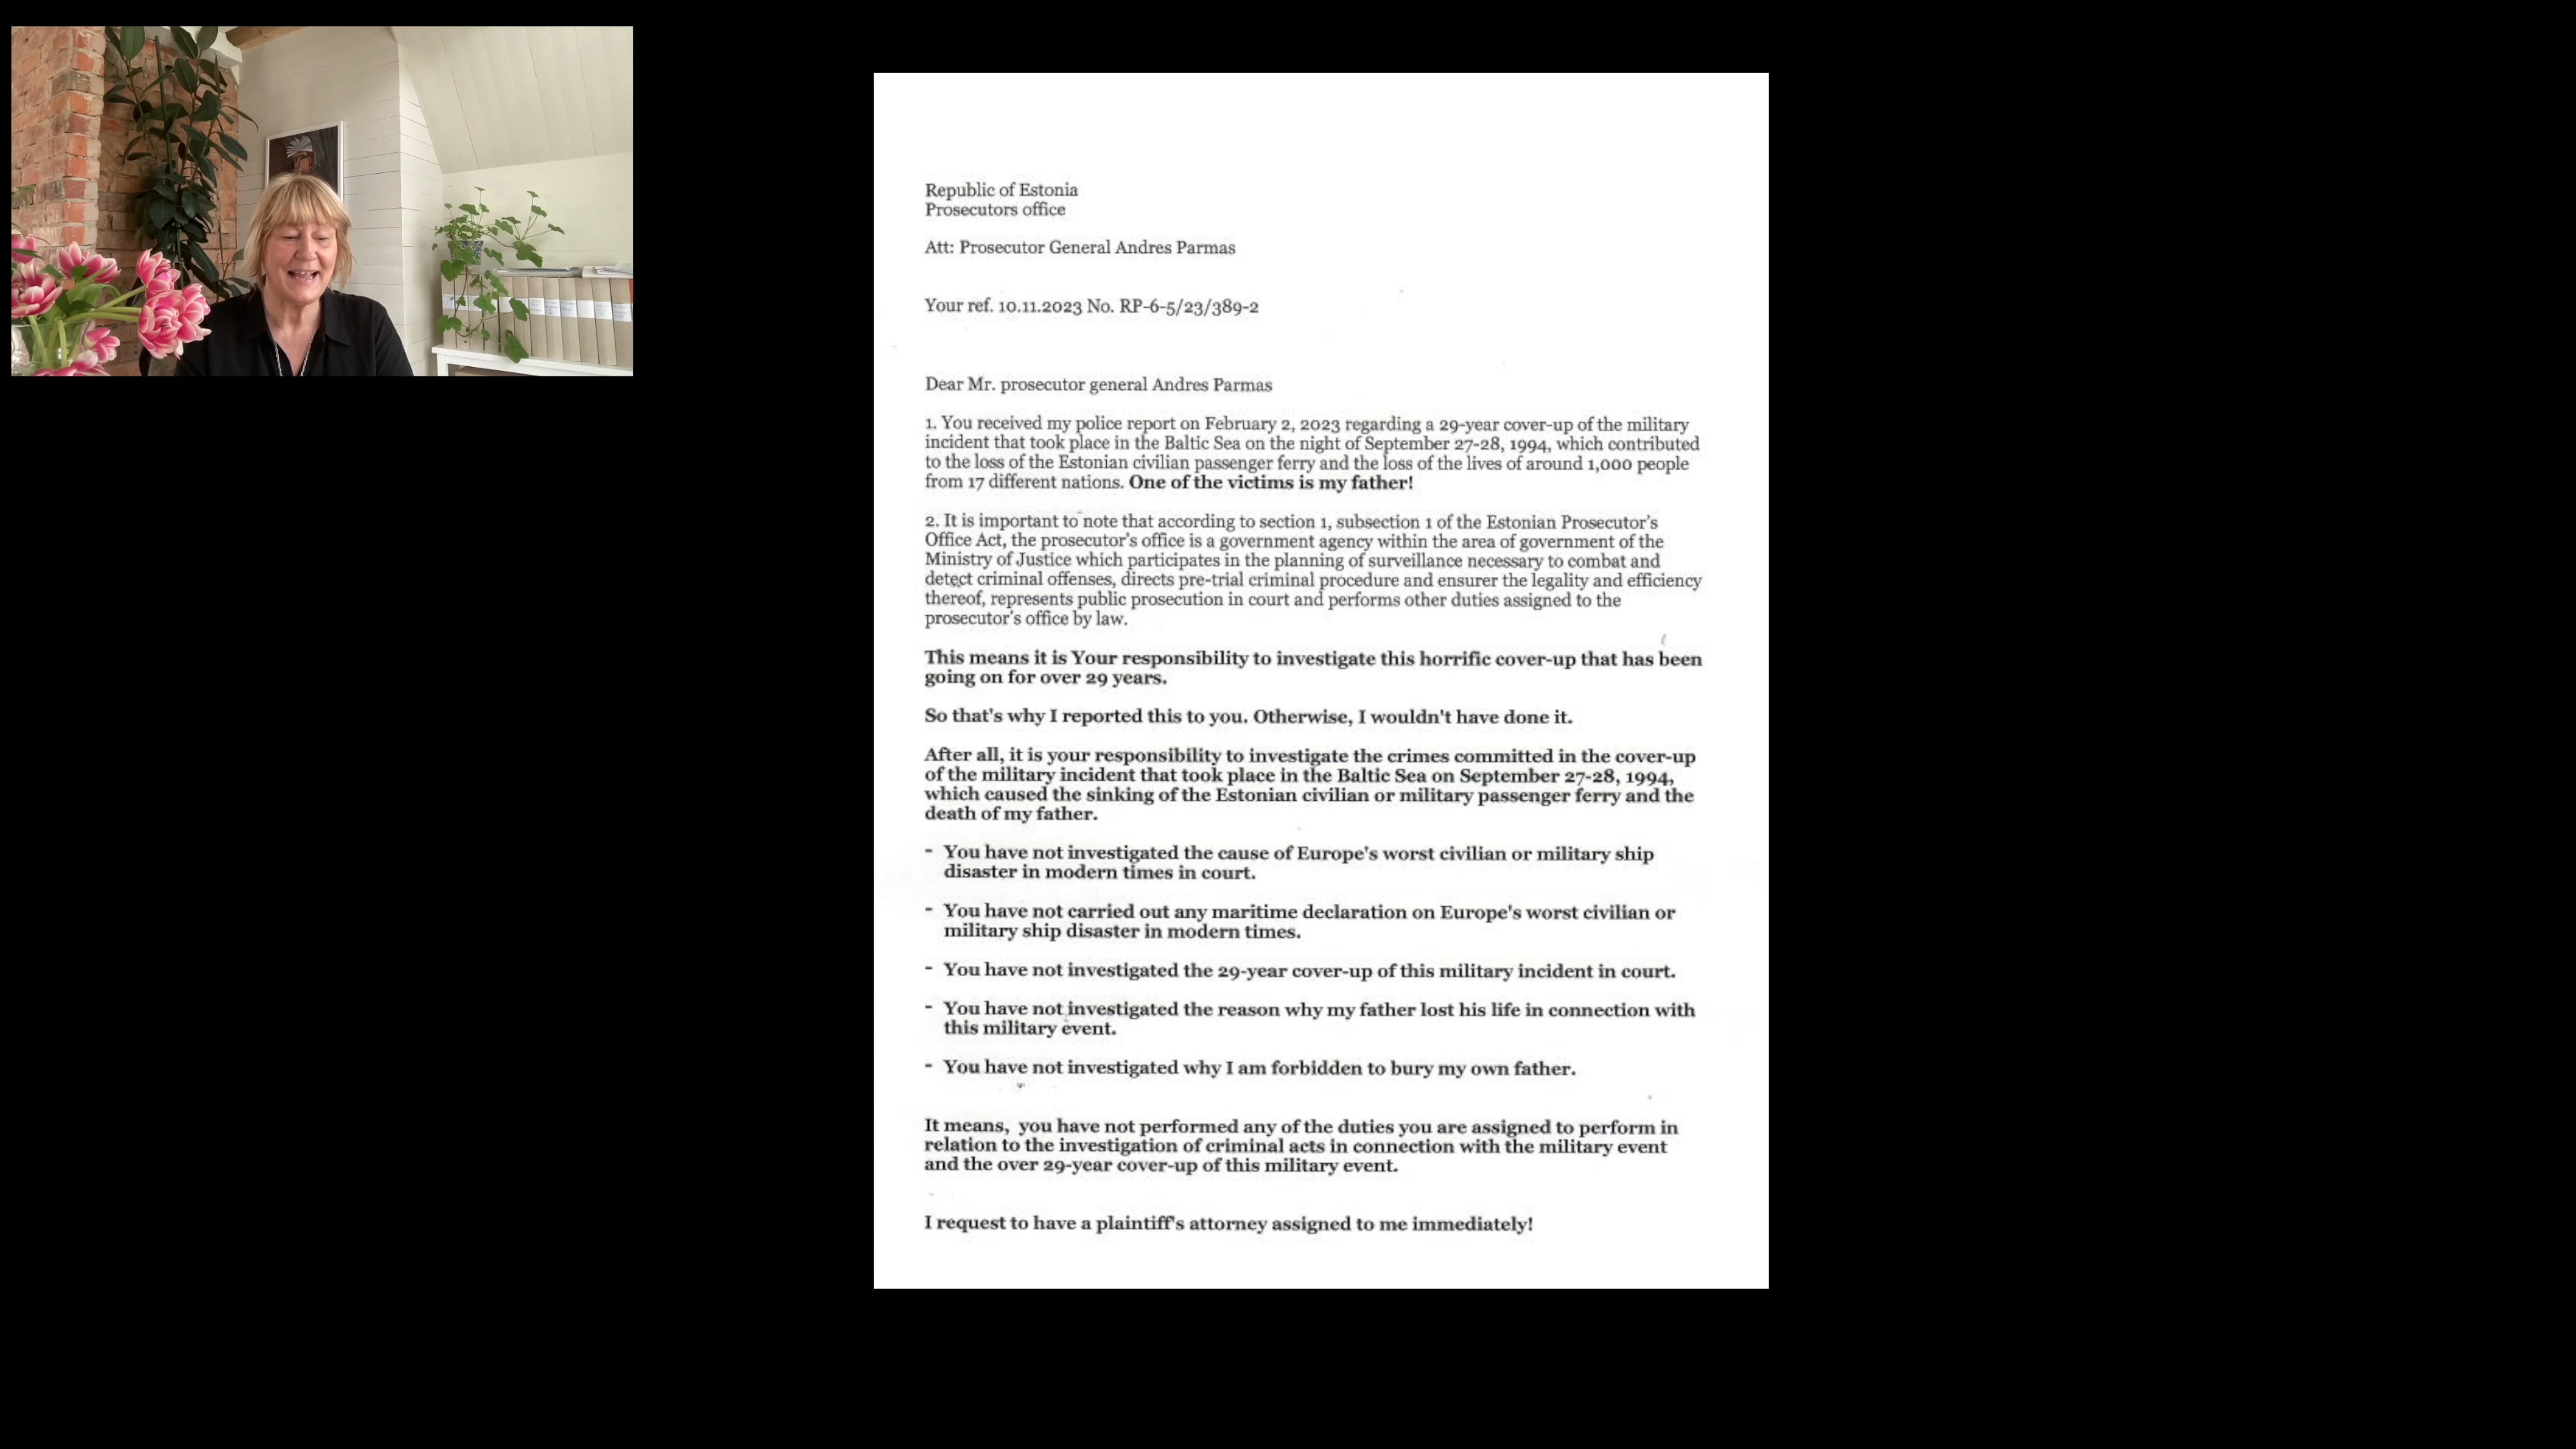 Republic of Estonia
Prosecutors office
Att: Prosecutor General Andres Parmas
Your ref. 10.11.2023 No. RP-6-5/23/389-2
Dear Mr. prosecutor general Andres Parmas
1. You received my police report on February 2, 2023 regarding a 29-year cover-up of the military
incident that took place in the Baltic Sea on the night of September 27-28, 1994, which contributed
to the loss of the Estonian civilian passenger ferry and the loss of the lives of around 1,000 people
from 17 different nations. One of the victims is my father!
2. It is important to note that according to section 1, subsection 1 of the Estonian Prosecutor's
Office Act, the prosecutor's office is a government agency within the area of government of the
Ministry of Justice which participates in the planning of surveillance necessary to combat and
detect criminal offenses, directs pre-trial criminal procedure and ensurer the legality and efficiency
thereof, represents public prosecution in court and performs other duties assigned to the
prosecutor's office by law.
This means it is Your responsibility to investigate this horrific cover-up that has been
going on for over 29 years.
So that's why I reported this to you. Otherwise, I wouldn't have done it.
After all, it is your responsibility to investigate the crimes committed in the cover-up
of the military incident that took place in the Baltic Sea on September 27-28, 1994,
which caused the sinking of the Estonian civilian or military passenger ferry and the
death of my father.
- You have not investigated the cause of Europe's worst civilian or military ship
disaster in modern times in court.
- You have not carried out any maritime declaration on Europe's worst civilian or
military ship disaster in modern times.
- You have not investigated the 29-year cover-up of this military incident in court.
- You have not investigated the reason why my father lost his life in connection with
this military event.
- You have not investigated why I am forbidden to bury my own father.
It means, you have not performed any of the duties you are assigned to perform in
relation to the investigation of criminal acts in connection with the military event
and the over 29-year cover-up of this military event.
I request to have a plaintiff's attorney assigned to me immediately!